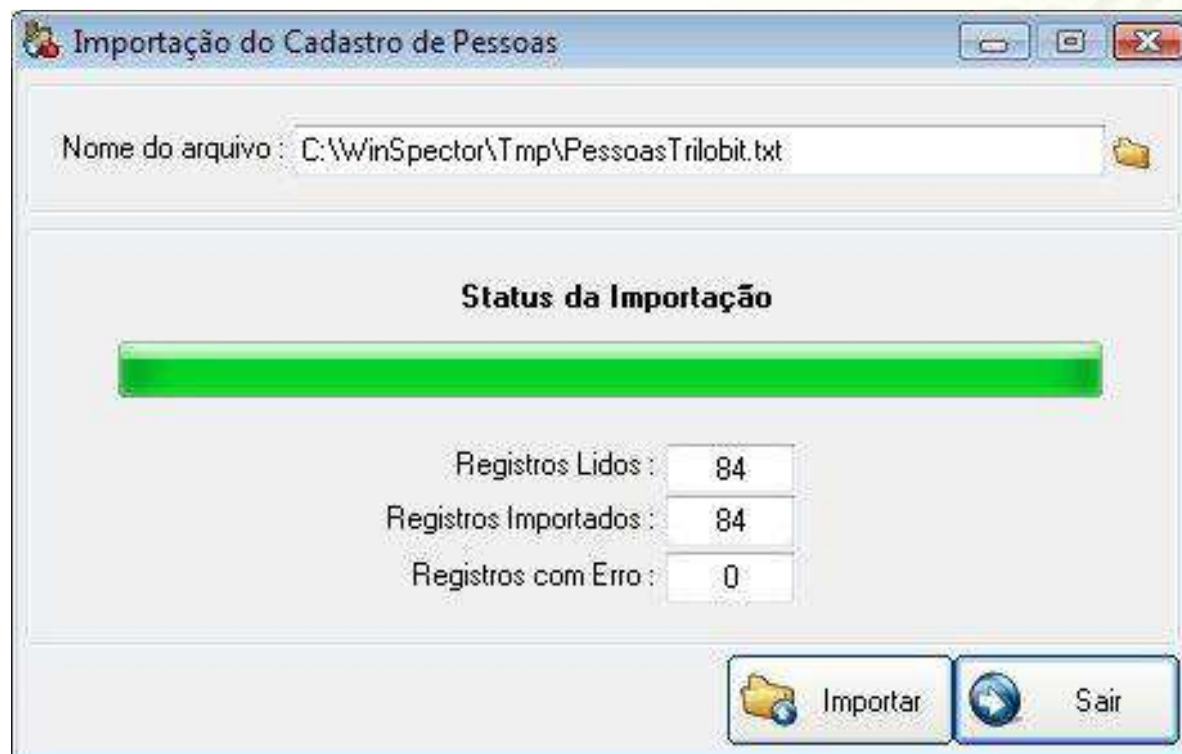 Importação do Cadastro de Pessoas
Nome do arquivo : C:\WinSpector\Tmp\PessoasTrilobit.txt
Status da Importação
Registros Lidos : 84
Registros Importados : 84
Registros com Erro : 0
Importar Sair